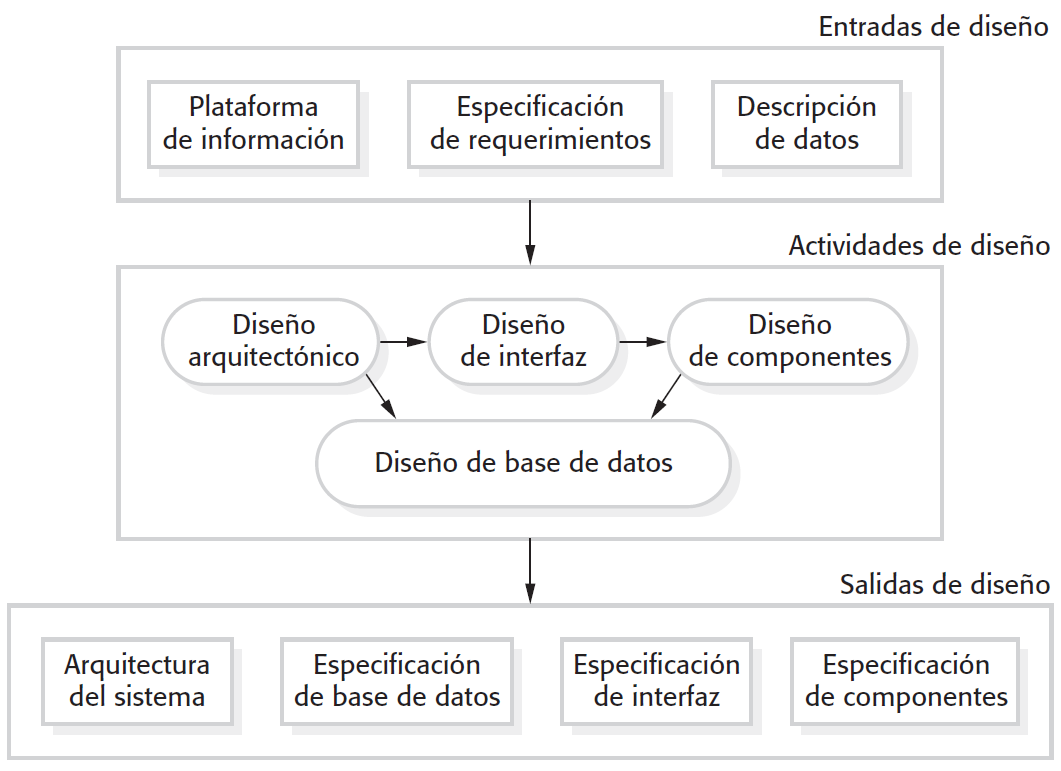 Entradas de diseño
Plataforma
de información
Especificación
de requerimientos
Descripción
de datos
Actividades de diseño
Diseño
arquitectónico
Diseño
de interfaz
Diseño
de componentes
Diseño de base de datos
Salidas de diseño
Arquitectura
del sistema
Especificación
de base de datos
Especificación
de interfaz
Especificación
de componentes